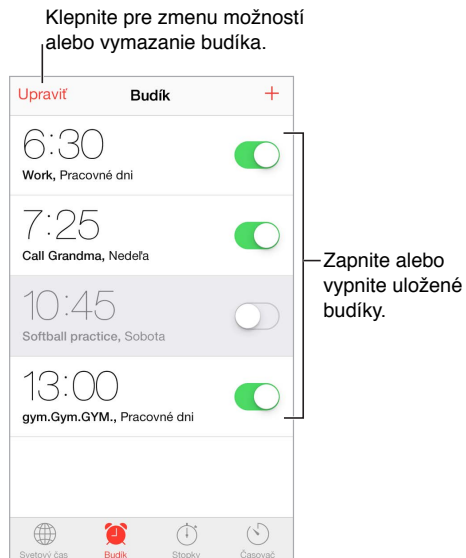 Klepnite pre zmenu možností
alebo vymazanie budíka.
Upraviť Budík +
6:30
Work, Pracovné dni
7:25
Call Grandma, Nedeľa
10:45
Softball practice, Sobota
13:00
gym.Gym.GYM., Pracovné dni
Zapnite alebo
vypnite uložené
budíky.
Svetový čas Budík Stopky Časovač